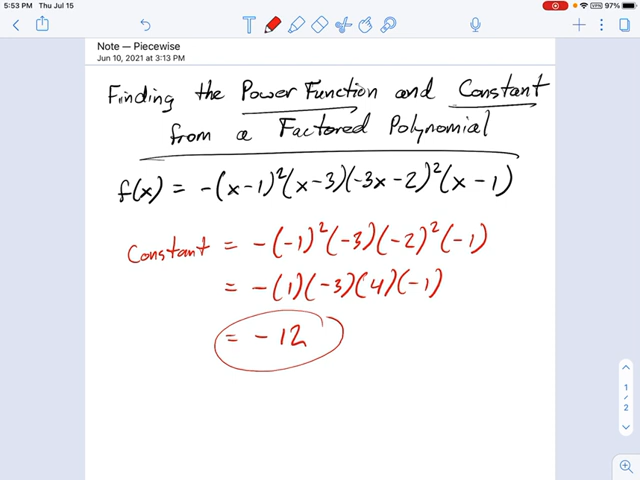 5:53 PM Thu Jul 15
VPN 97%
Note — Piecewise
Jun 10, 2021 at 3:13 PM
Finding the Power Function and Constant
from a Factored Polynomial
f(x) = -(x-1)²(x-3)(-3x-2)²(x-1)
Constant = -(-1)²(-3)(-2)²(-1)
= -(1)(-3)(4)(-1)
= -12
1
/
2